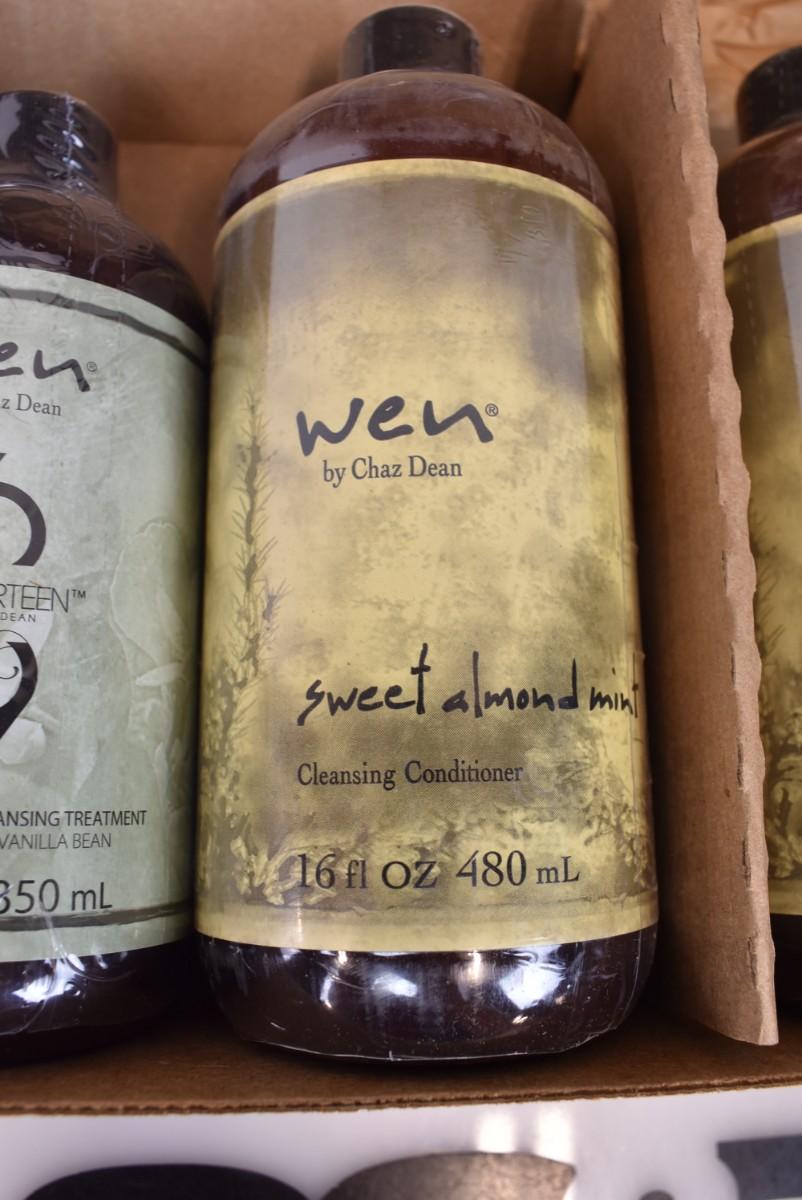 en®
z Dean
RTEEN™
DEAN
ANSING TREATMENT
VANILLA BEAN
350 mL
wen®
by Chaz Dean
sweet almond mint
Cleansing Conditioner
16 fl oz 480 mL